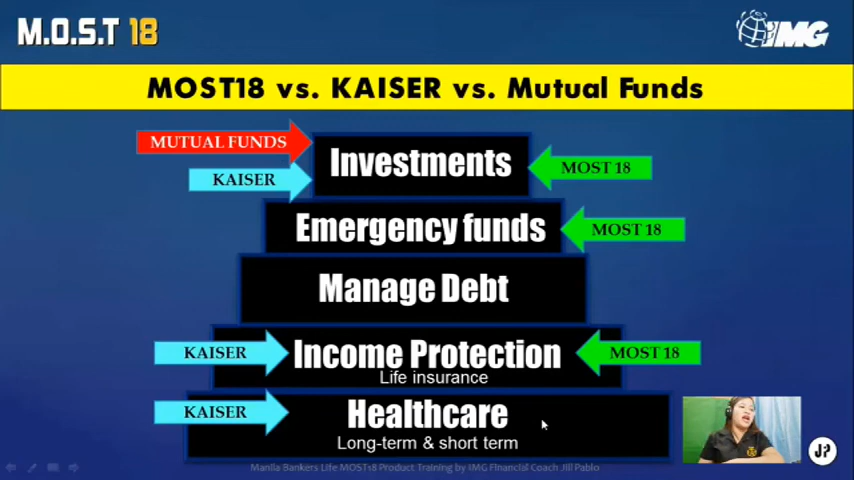 M.O.S.T 18
IMG
MOST18 vs. KAISER vs. Mutual Funds
MUTUAL FUNDS
Investments
KAISER
MOST 18
Emergency funds
MOST 18
Manage Debt
KAISER
Income Protection
MOST 18
Life insurance
KAISER
Healthcare
Long-term & short term
JP
Manila Bankers Life MOST18 Product Training by IMG Financial Coach Jill Pablo